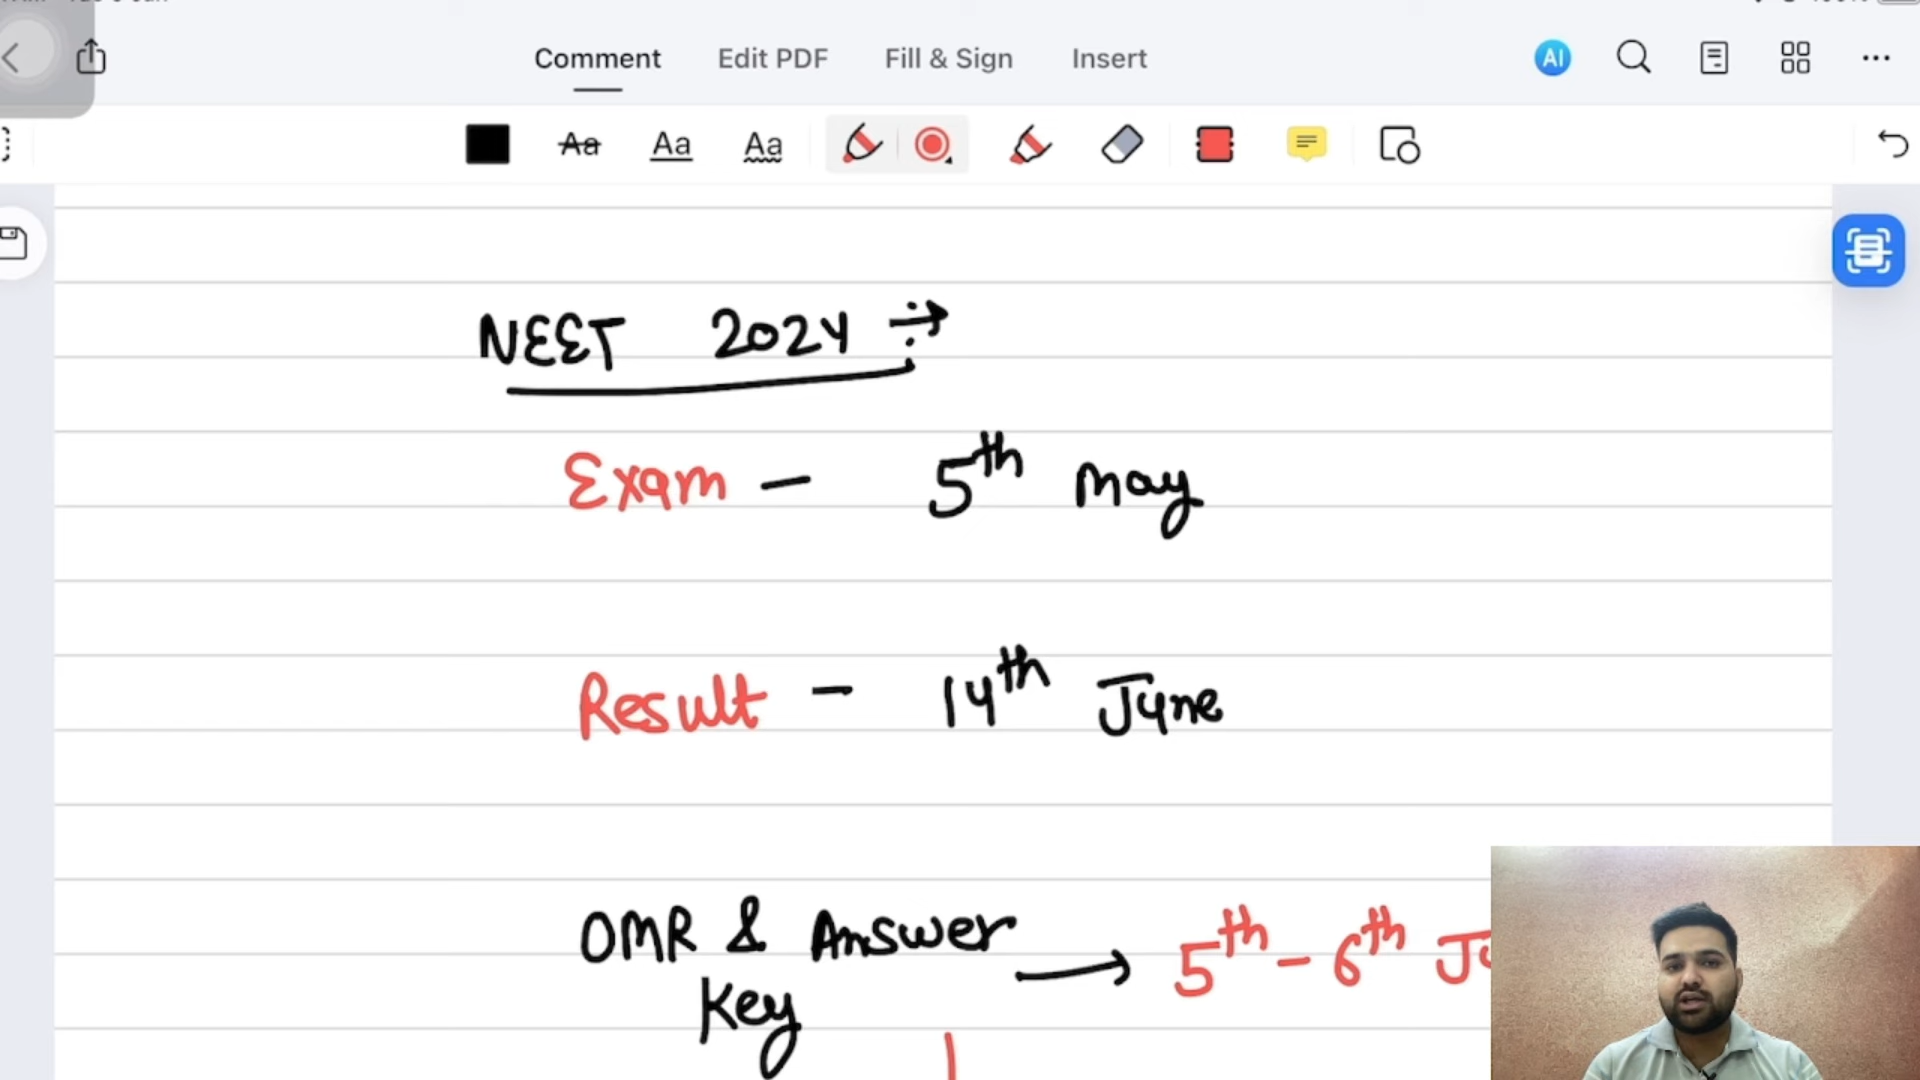 Comment Edit PDF Fill & Sign Insert AI
Aa Aa Aa
NEET 2024 →
Exam - 5th May
Result - 14th June
OMR & Answer → 5th - 6th Ju
Key